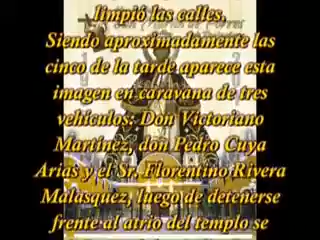 limpió las calles.
Siendo aproximadamente las
cinco de la tarde aparece esta
imagen en caravana de tres
vehículos: Don Victoriano
Martínez, don Pedro Cuya
Arias y el Sr. Florentino Rivera
Malasquez, luego de detenerse
frente al atrio del templo se